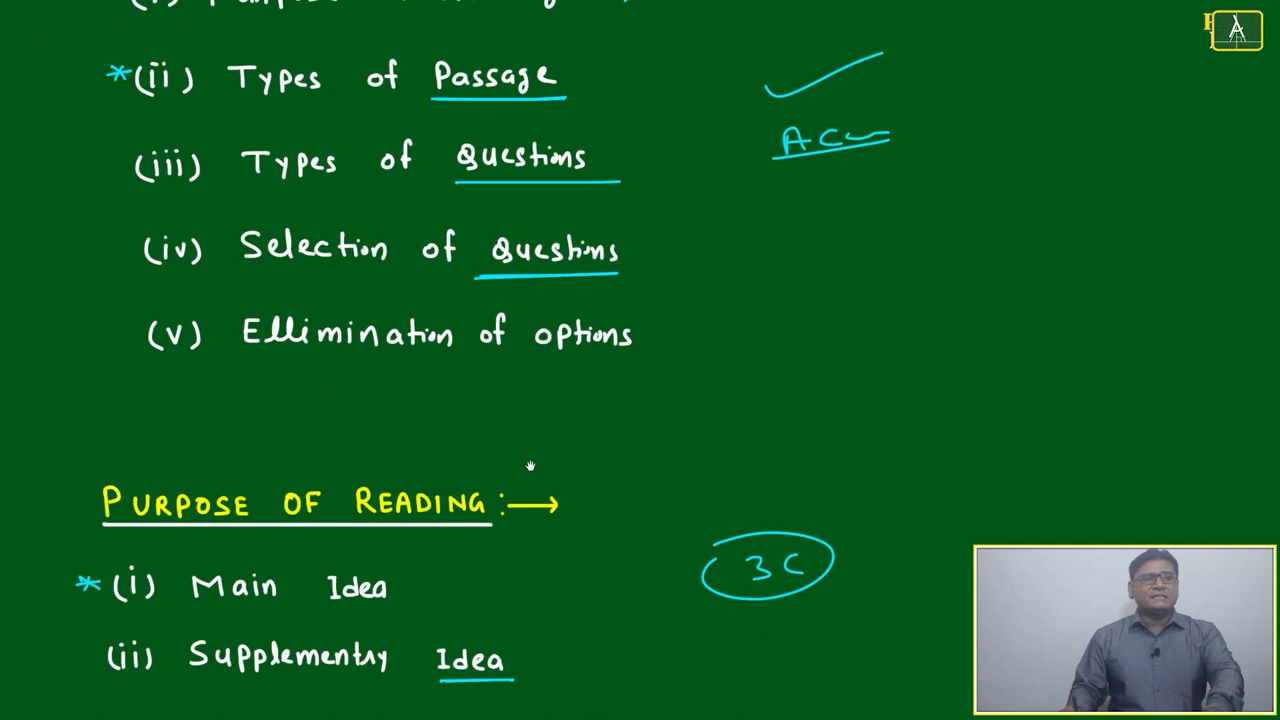 *(ii) Types of Passage
(iii) Types of Questions
(iv) Selection of Questions
(v) Ellimination of options
PURPOSE OF READING :→
*(i) Main Idea
3C
(ii) Supplementry Idea